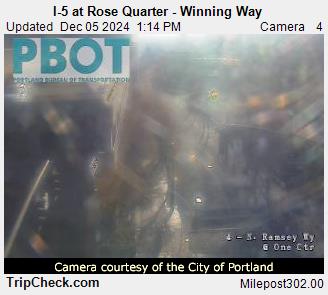 I-5 at Rose Quarter - Winning Way
Updated Dec 05 2024 1:14 PM Camera 4
PBOT
PORTLAND BUREAU OF TRANSPORTATION
4 - N. Ramsey Wy
@ One Ctr
Camera courtesy of the City of Portland
TripCheck.com Milepost302.00